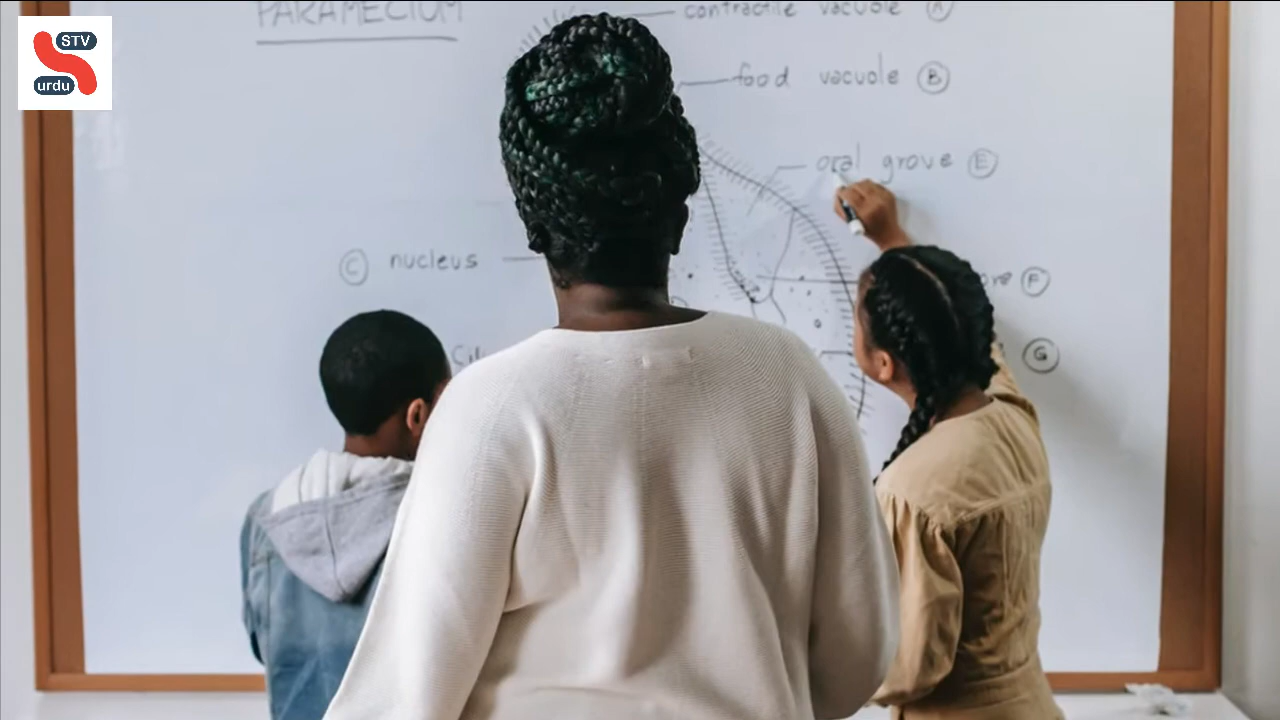 STV
urdu
PARAMECIUM
contractile vacuole A
food vacuole B
oral grove E
C nucleus
F
G